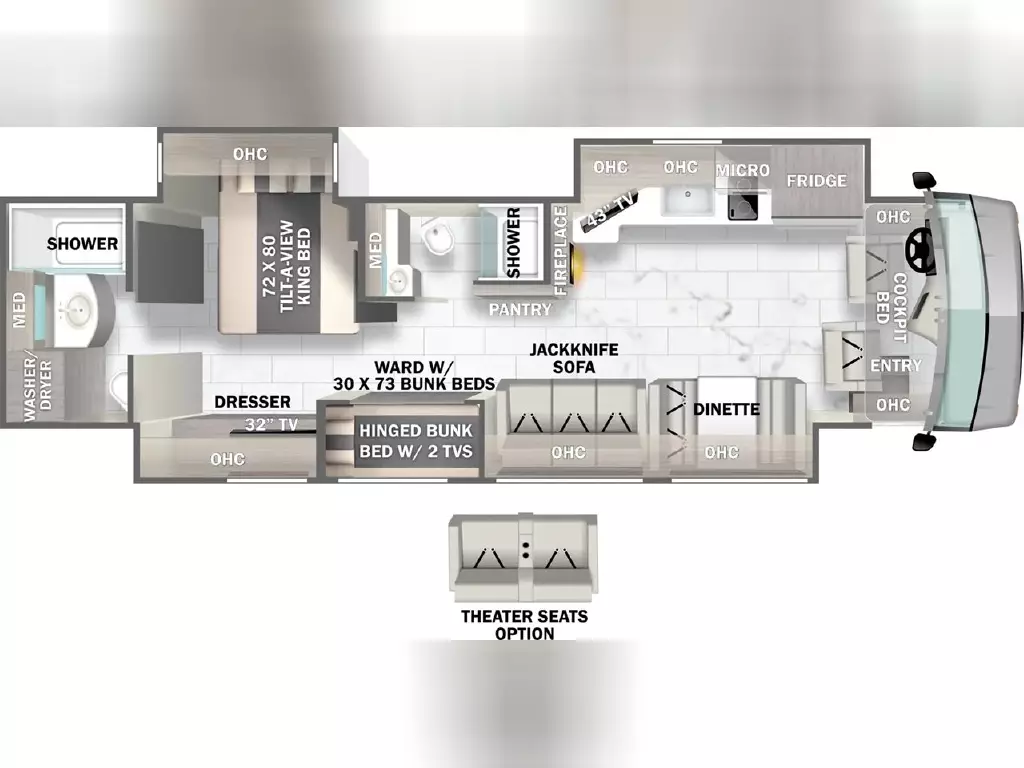 OHC
OHC
OHC
MICRO
FRIDGE
43" TV
OHC
SHOWER
MED
WASHER/
DRYER
72 X 80
TILT-A-VIEW
KING BED
MED
SHOWER
FIREPLACE
PANTRY
COCKPIT
BED
ENTRY
OHC
WARD W/
30 X 73 BUNK BEDS
JACKKNIFE
SOFA
DRESSER
32" TV
OHC
HINGED BUNK
BED W/ 2 TVS
OHC
DINETTE
OHC
THEATER SEATS
OPTION